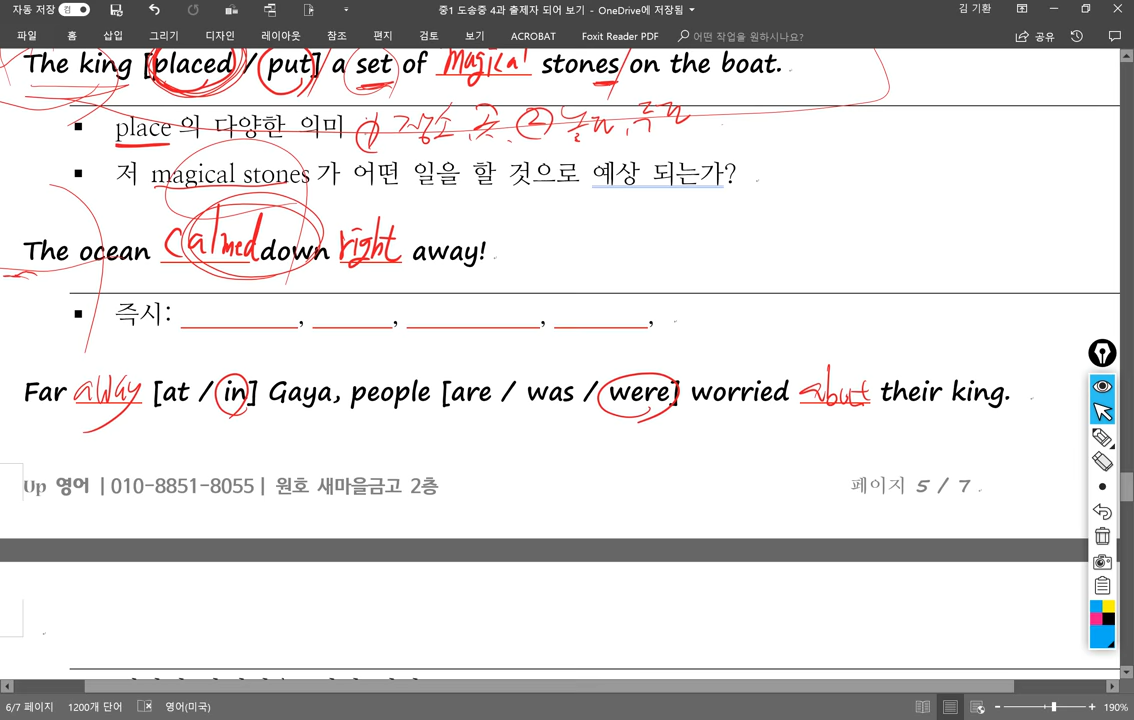 자동 저장 컴 중1 도송중 4과 출제자 되어 보기 - OneDrive에 저장됨 김 기환
파일 홈 삽입 그리기 디자인 레이아웃 참조 편지 검토 보기 ACROBAT Foxit Reader PDF 어떤 작업을 원하시나요? 공유
The king [placed / put] a set of magical stones on the boat.
▪ place 의 다양한 의미 ① 장소, 곳, ② 놓다, 두다
▪ 저 magical stones 가 어떤 일을 할 것으로 예상 되는가?
The ocean calmed down right away!
▪ 즉시: ________, ________, ________, ________,
Far away [at / in] Gaya, people [are / was / were] worried about their king.
Up 영어 | 010-8851-8055 | 원호 새마을금고 2층 페이지 5 / 7
6/7 페이지 1200개 단어 영어(미국) 190%